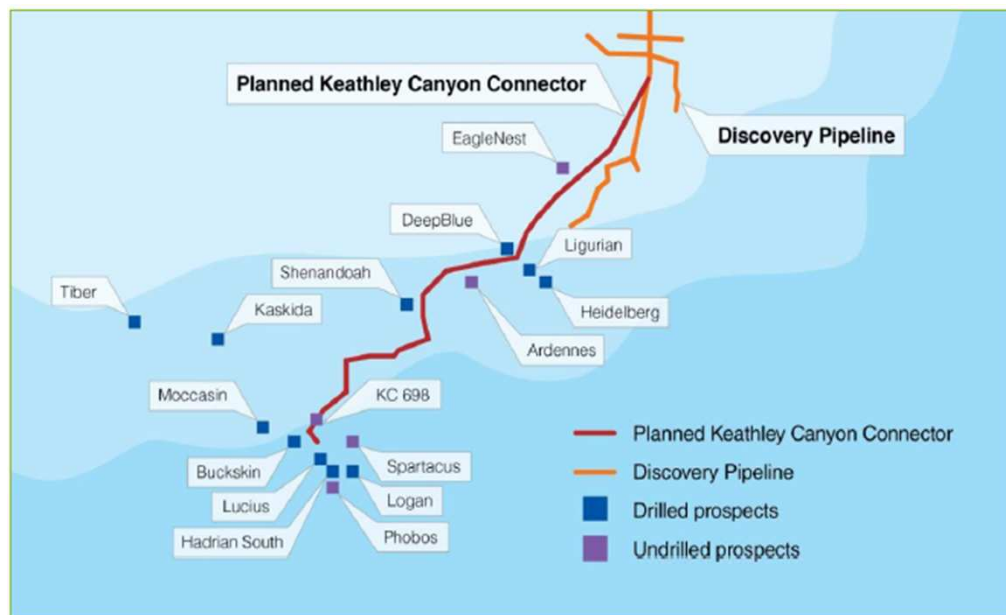 Planned Keathley Canyon Connector
Discovery Pipeline
EagleNest
DeepBlue
Ligurian
Shenandoah
Heidelberg
Tiber
Kaskida
Ardennes
Moccasin
KC 698
Buckskin
Spartacus
Lucius
Logan
Hadrian South
Phobos
Planned Keathley Canyon Connector
Discovery Pipeline
Drilled prospects
Undrilled prospects